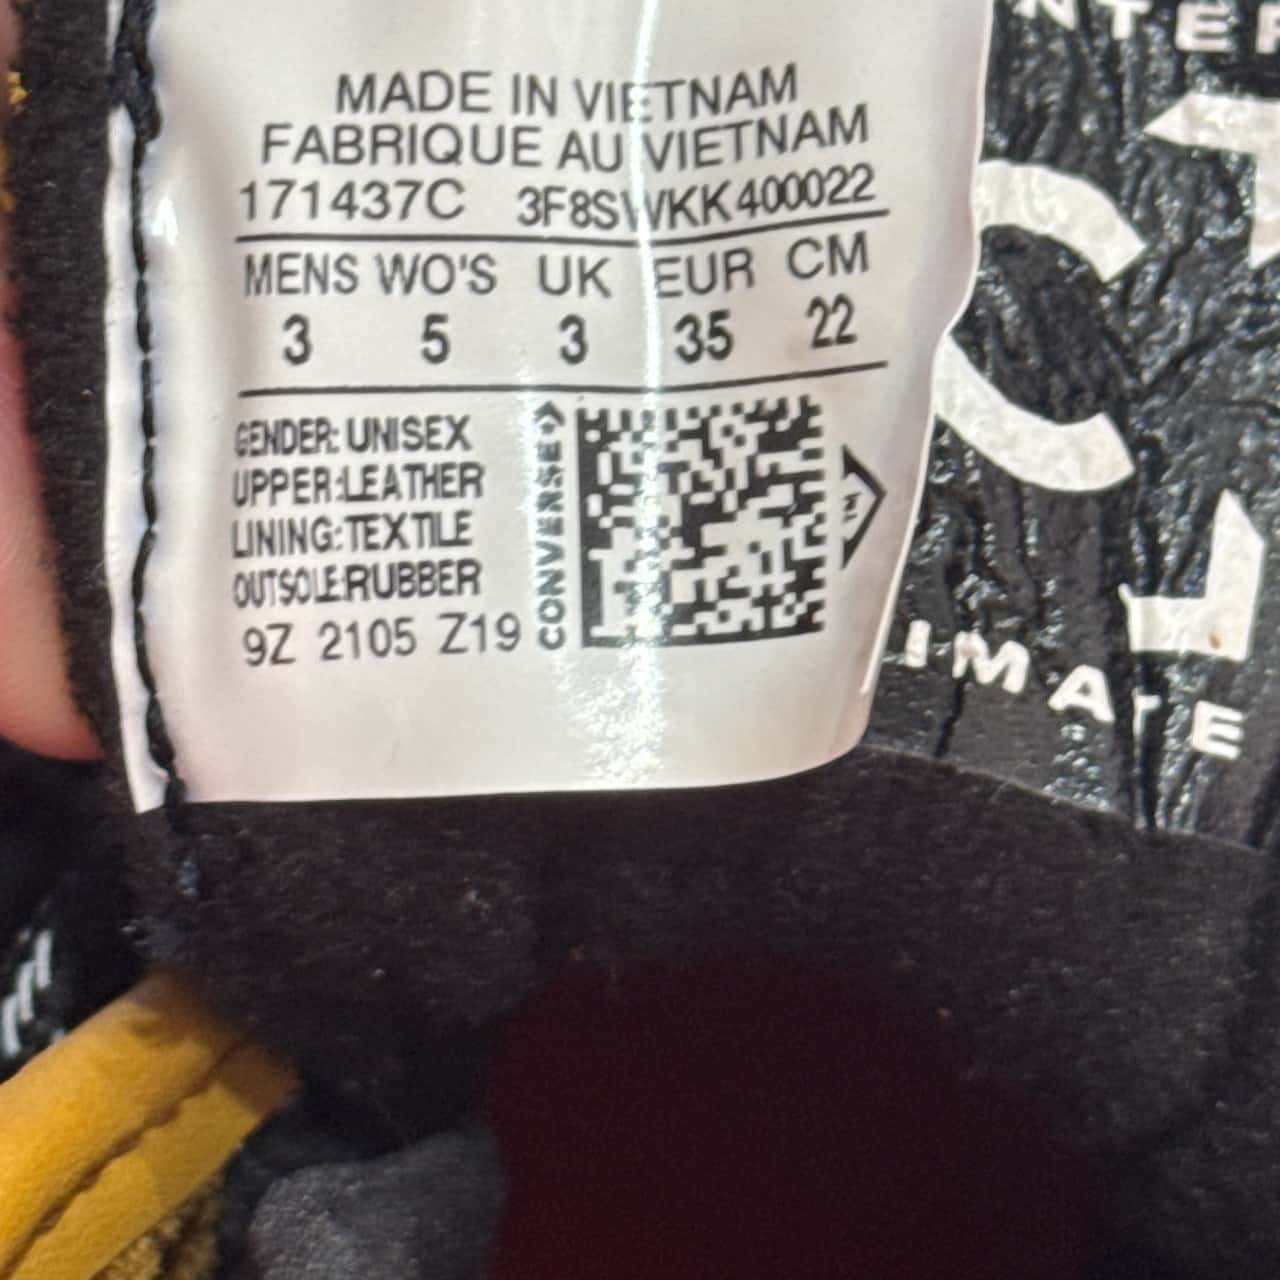 MADE IN VIETNAM
FABRIQUE AU VIETNAM
171437C 3F8SWKK400022
MENS WO'S UK EUR CM
3 5 3 35 22
GENDER: UNISEX
UPPER:LEATHER
LINING:TEXTILE
OUTSOLE:RUBBER
9Z 2105 Z19
CONVERSE